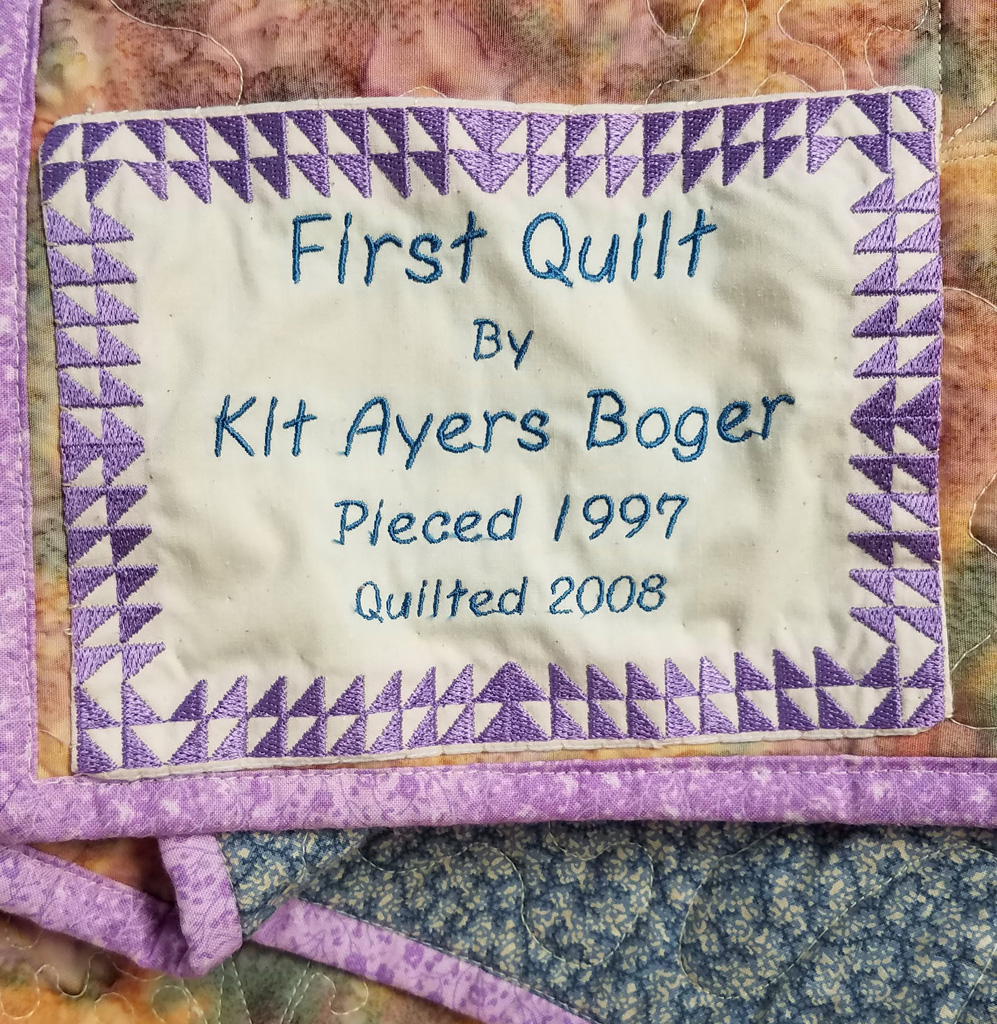 First Quilt
By
Kit Ayers Boger
Pieced 1997
Quilted 2008